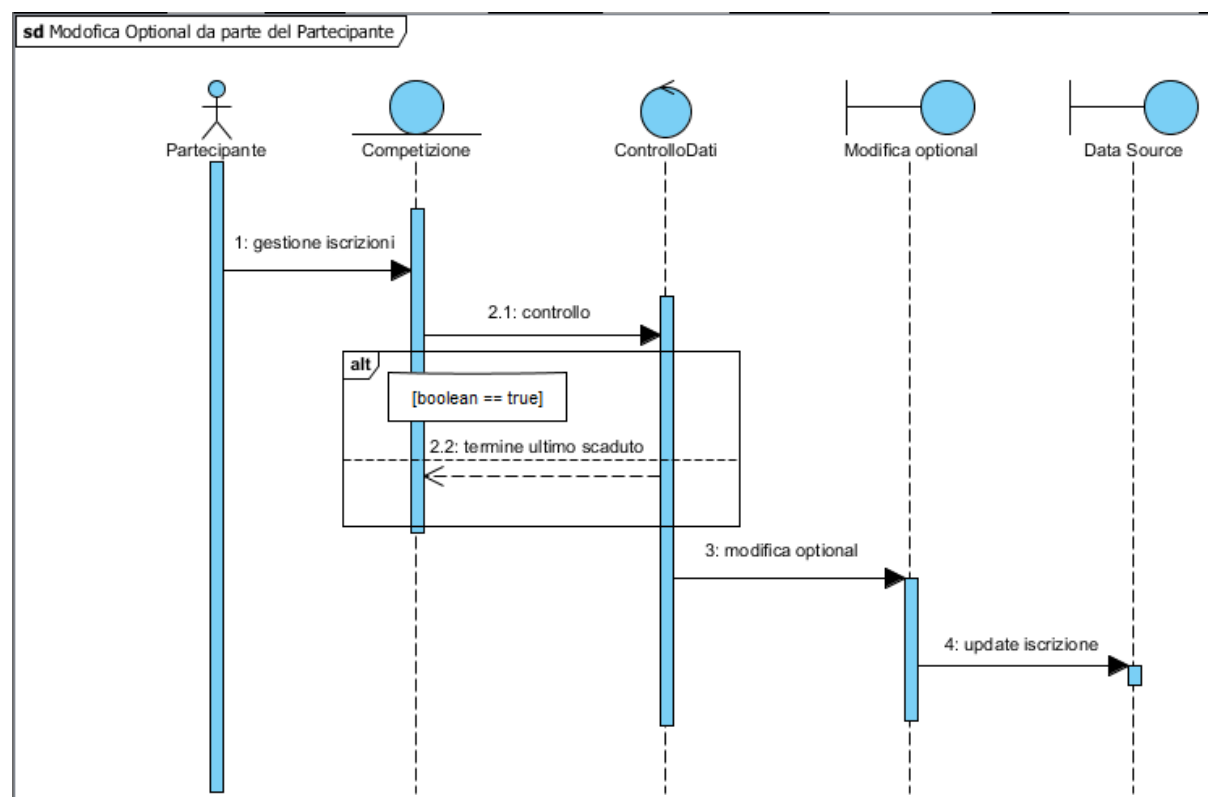 sd Modofica Optional da parte del Partecipante
Partecipante
Competizione
ControlloDati
Modifica optional
Data Source
1: gestione iscrizioni
2.1: controllo
alt
[boolean == true]
2.2: termine ultimo scaduto
3: modifica optional
4: update iscrizione